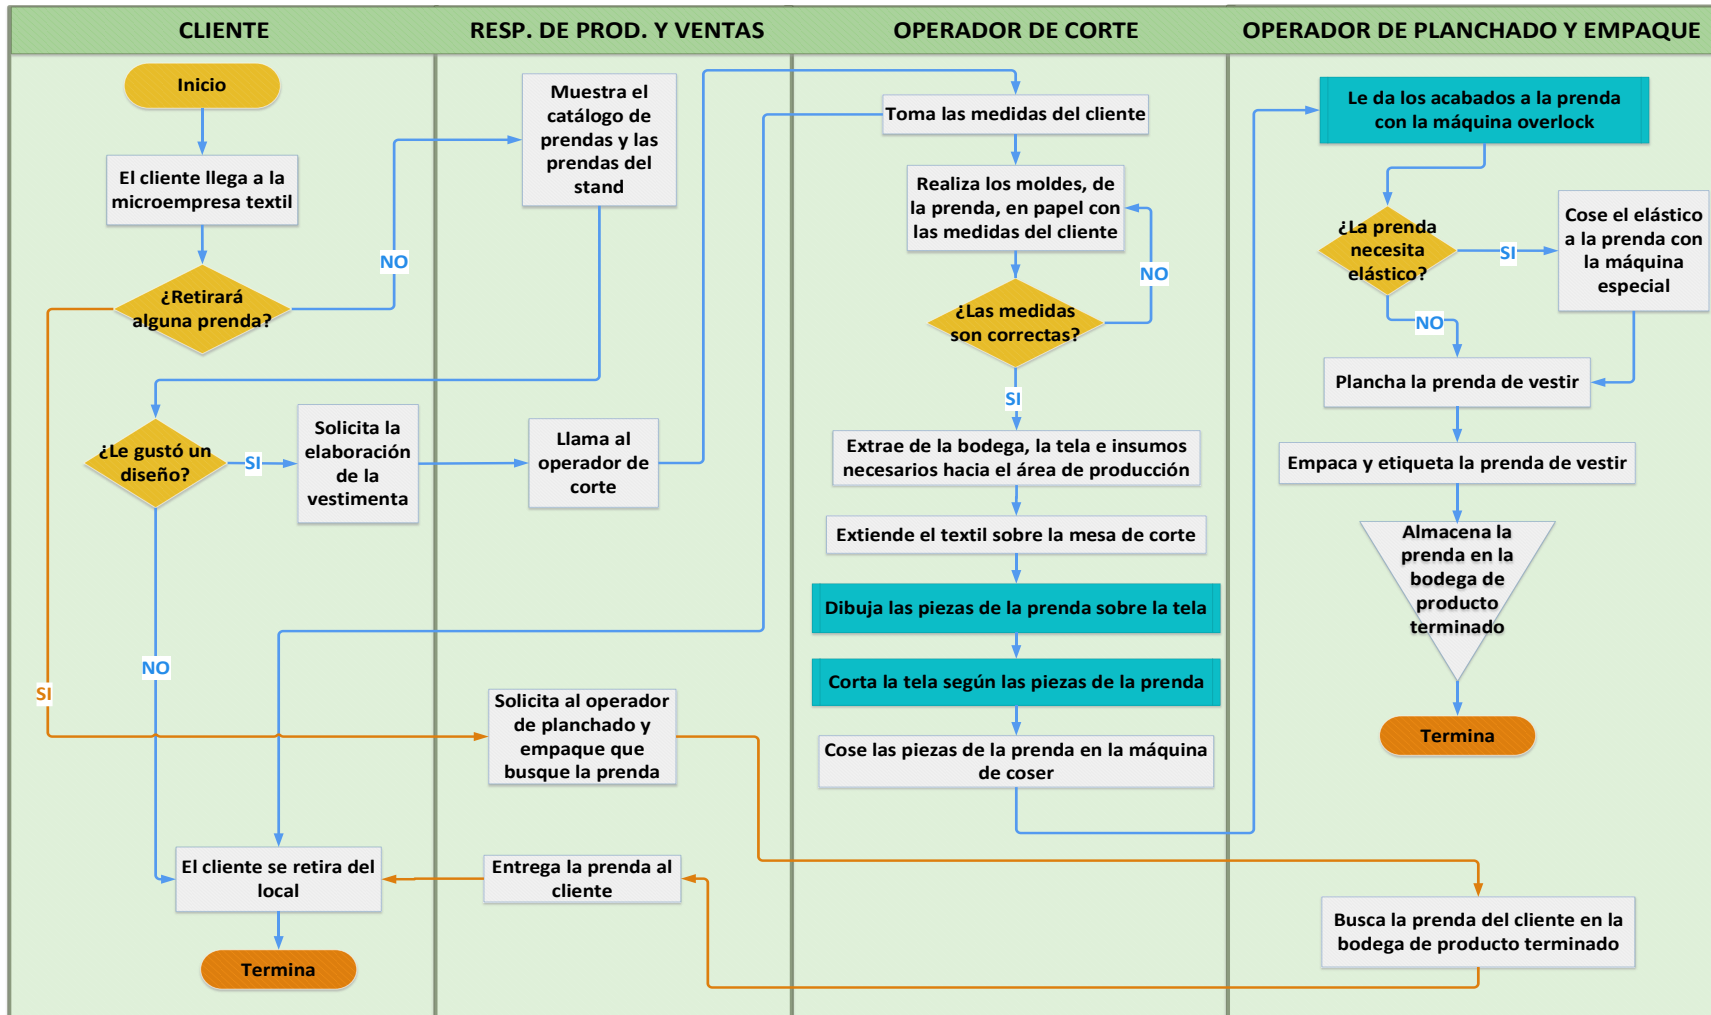 CLIENTE
RESP. DE PROD. Y VENTAS
OPERADOR DE CORTE
OPERADOR DE PLANCHADO Y EMPAQUE
Inicio
El cliente llega a la
microempresa textil
¿Retirará
alguna prenda?
NO
SI
¿Le gustó un
diseño?
SI
NO
Solicita la
elaboración
de la
vestimenta
El cliente se retira del
local
Termina
Muestra el
catálogo de
prendas y las
prendas del
stand
Llama al
operador de
corte
Solicita al operador
de planchado y
empaque que
busque la prenda
Entrega la prenda al
cliente
Toma las medidas del cliente
Realiza los moldes, de
la prenda, en papel con
las medidas del cliente
NO
¿Las medidas
son correctas?
SI
Extrae de la bodega, la tela e insumos
necesarios hacia el área de producción
Extiende el textil sobre la mesa de corte
Dibuja las piezas de la prenda sobre la tela
Corta la tela según las piezas de la prenda
Cose las piezas de la prenda en la máquina
de coser
Le da los acabados a la prenda
con la máquina overlock
¿La prenda
necesita
elástico?
SI
NO
Cose el elástico
a la prenda con
la máquina
especial
Plancha la prenda de vestir
Empaca y etiqueta la prenda de vestir
Almacena la
prenda en la
bodega de
producto
terminado
Termina
Busca la prenda del cliente en la
bodega de producto terminado